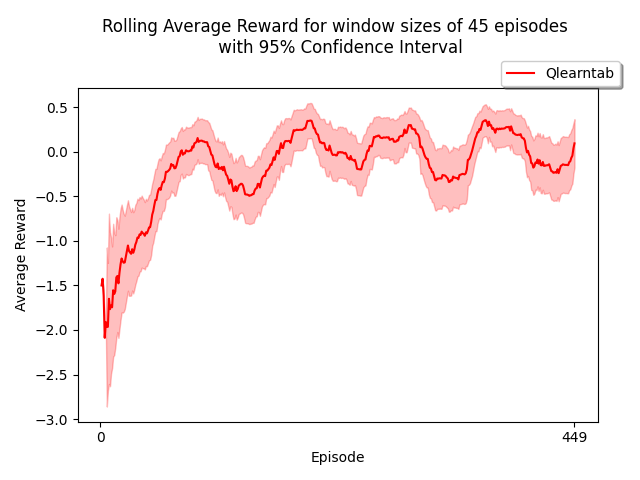 Rolling Average Reward for window sizes of 45 episodes
with 95% Confidence Interval
Qlearntab
0.5
0.0
−0.5
−1.0
−1.5
−2.0
−2.5
−3.0
Average Reward
0
449
Episode